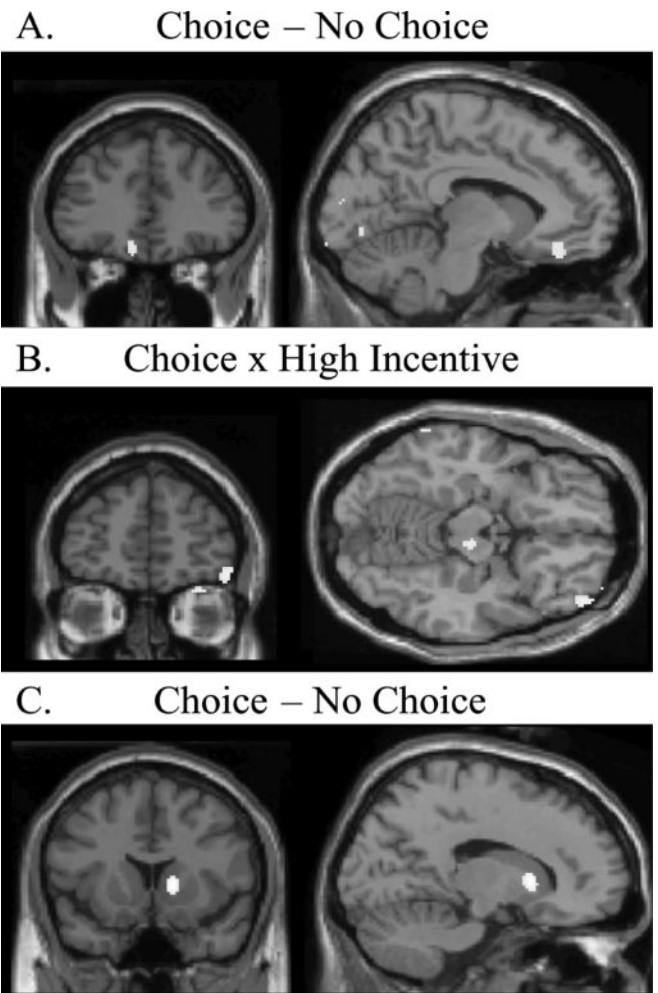 A. Choice – No Choice
B. Choice x High Incentive
C. Choice – No Choice